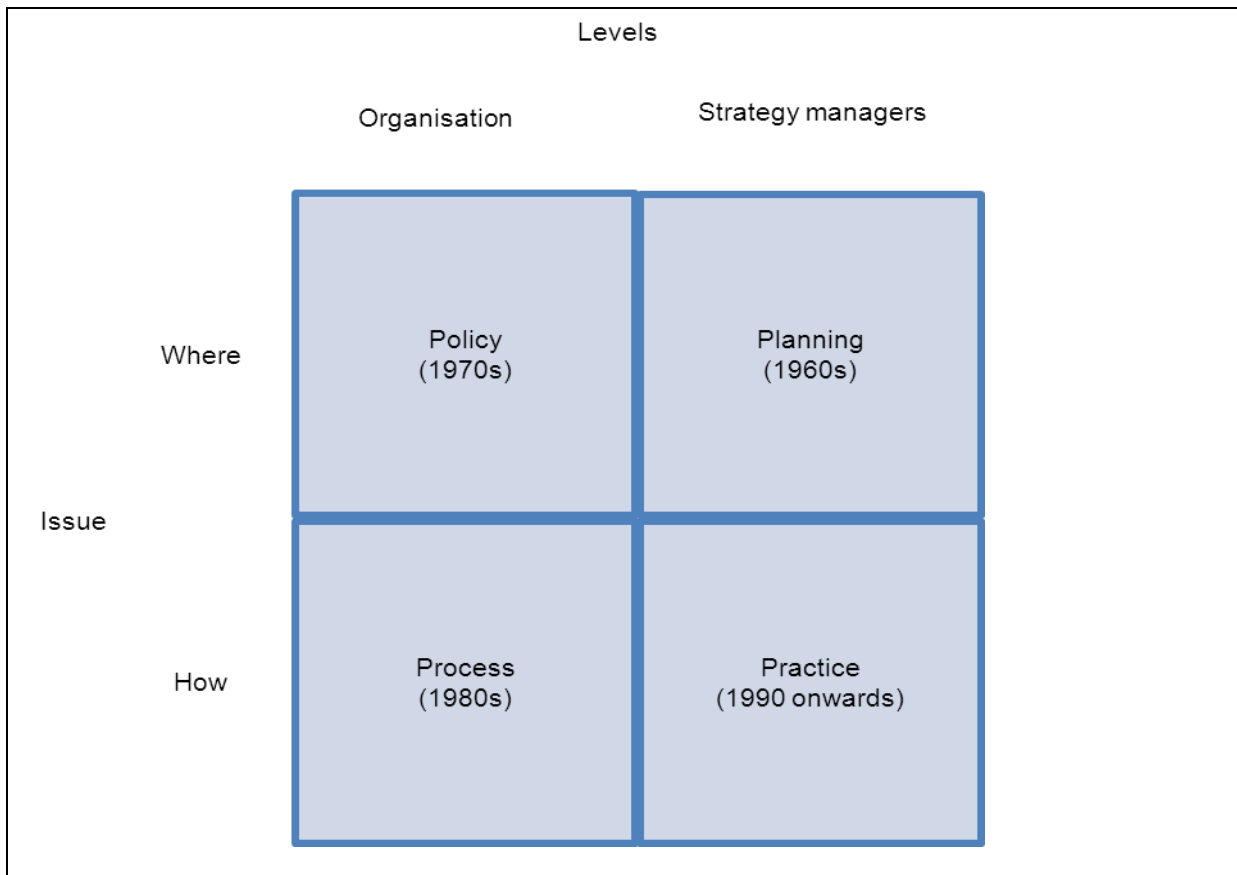 Levels
Organisation
Strategy managers
Where
Policy
(1970s)
Planning
(1960s)
Issue
How
Process
(1980s)
Practice
(1990 onwards)